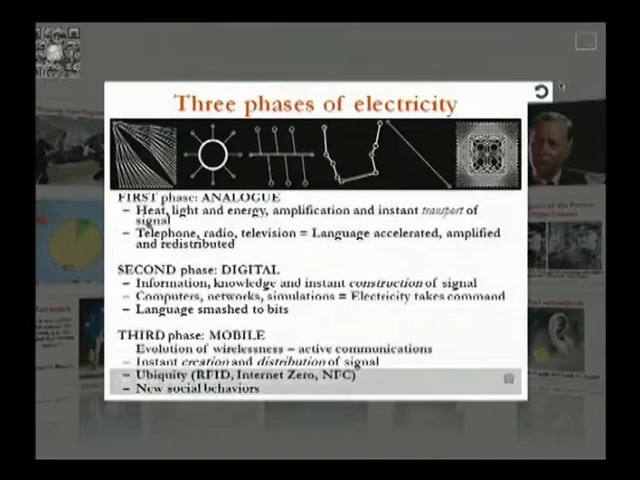 Three phases of electricity
FIRST phase: ANALOGUE
– Heat, light and energy, amplification and instant transport of
signal
– Telephone, radio, television = Language accelerated, amplified
and redistributed
SECOND phase: DIGITAL
– Information, knowledge and instant construction of signal
– Computers, networks, simulations = Electricity takes command
– Language smashed to bits
THIRD phase: MOBILE
Evolution of wirelessness – active communications
– Instant creation and distribution of signal
– Ubiquity (RFID, Internet Zero, NFC)
– New social behaviors